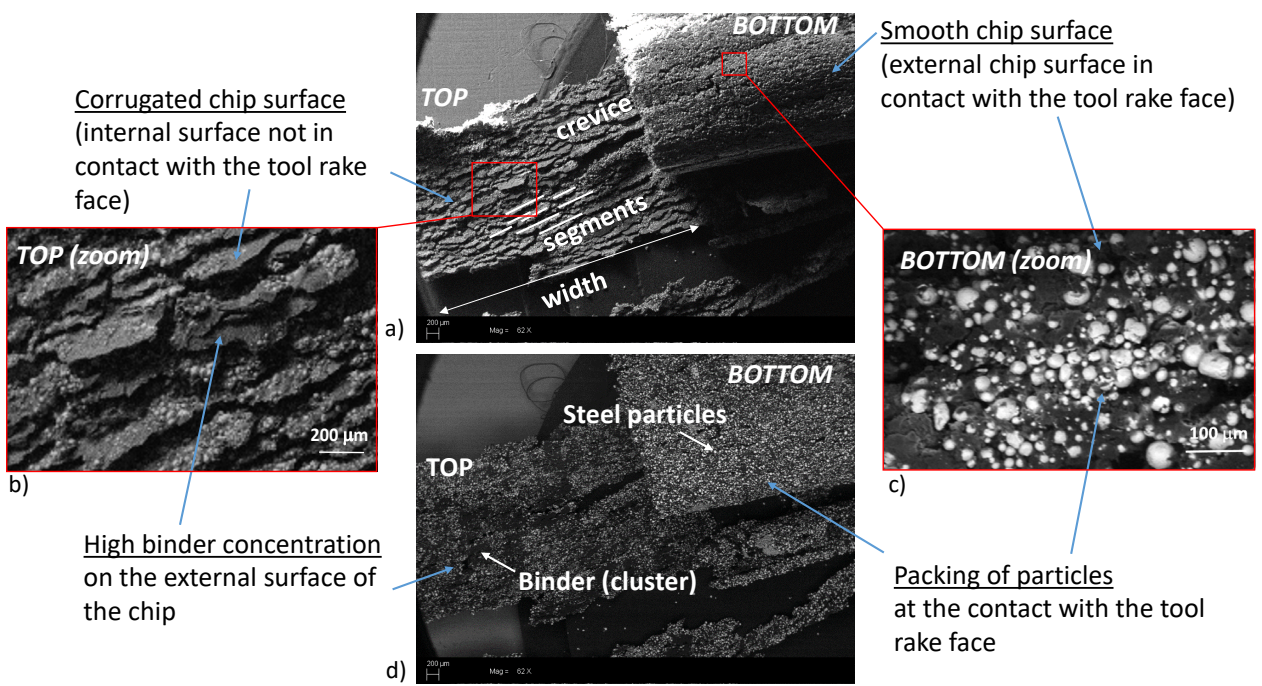 Corrugated chip surface
(internal surface not in
contact with the tool rake
face)
TOP
BOTTOM
crevice
segments
width
200 μm
Mag = 62 X
a)
Smooth chip surface
(external chip surface in
contact with the tool rake face)
TOP (zoom)
200 μm
b)
BOTTOM (zoom)
100 μm
c)
High binder concentration
on the external surface of
the chip
BOTTOM
Steel particles
TOP
Binder (cluster)
200 μm
Mag = 62 X
d)
Packing of particles
at the contact with the tool
rake face